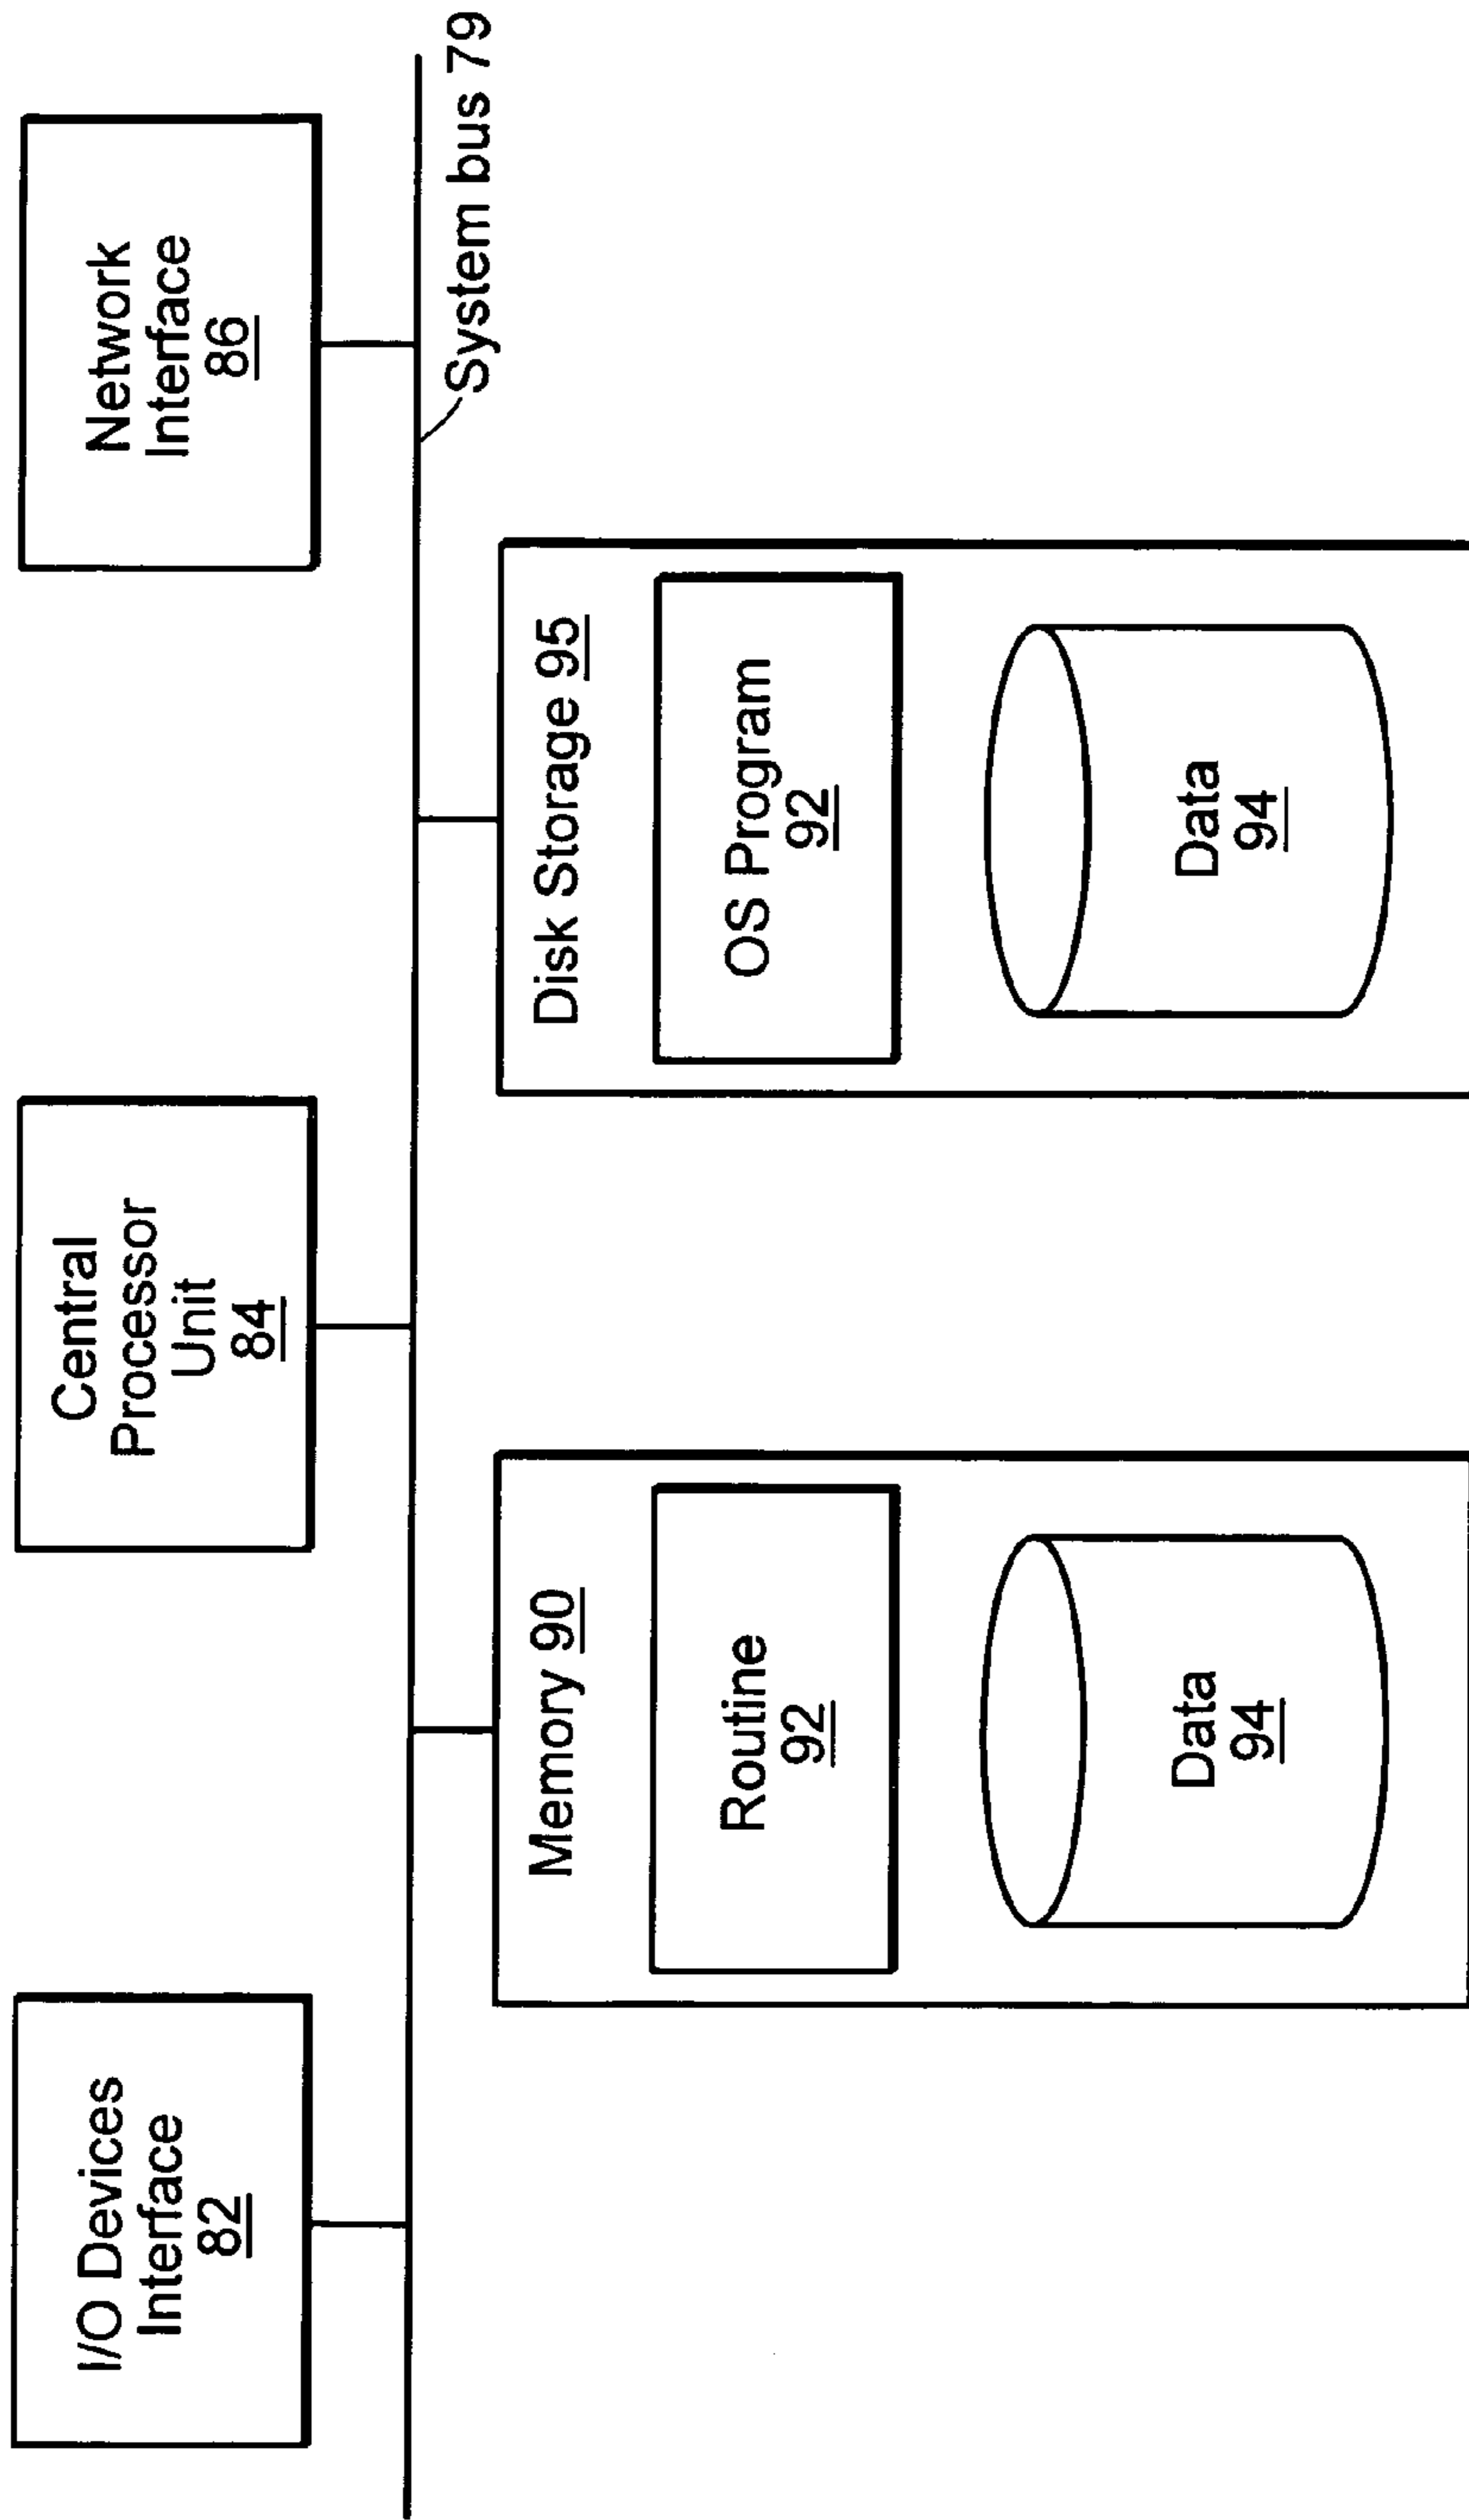 I/O Devices
Interface
82
Central
Processor
Unit
84
Network
Interface
86
System bus 79
Memory 90
Routine
92
Data
94
Disk Storage 95
OS Program
92
Data
94